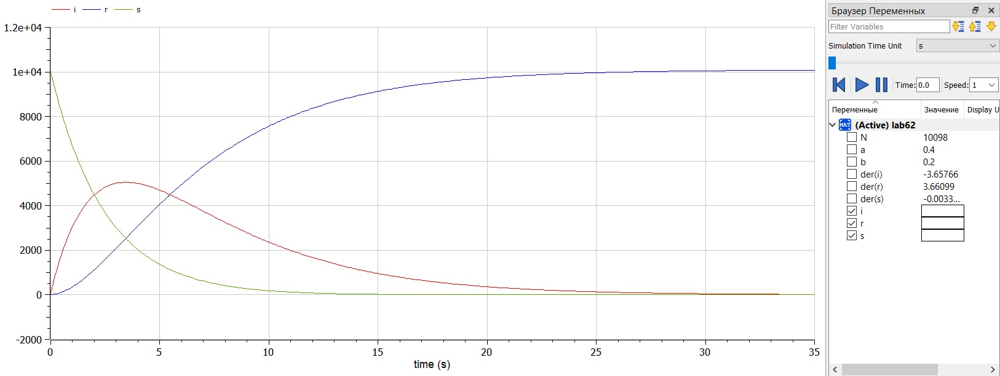 i r s
1.2e+04
1e+04
8000
6000
4000
2000
0
-2000
0 5 10 15 20 25 30 35
time (s)
Браузер Переменных
Filter Variables
Simulation Time Unit s
Time: 0.0 Speed: 1
Переменные Значение Display U
MAT (Active) lab62
N 10098
a 0.4
b 0.2
der(i) -3.65766
der(r) 3.66099
der(s) -0.0033...
i
r
s